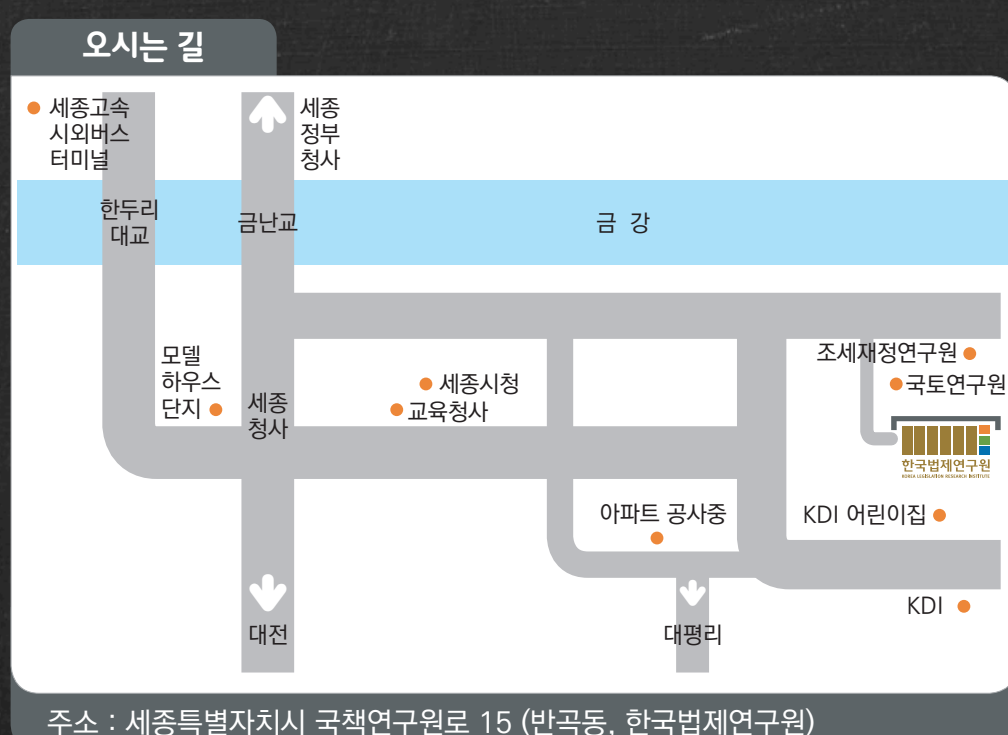 오시는 길
세종고속
시외버스
터미널
세종
정부
청사
한두리
대교
금난교
금 강
모델
하우스
단지
세종
청사
세종시청
교육청사
조세재정연구원
국토연구원
한국법제연구원
KOREA LEGISLATION RESEARCH INSTITUTE
아파트 공사중
KDI 어린이집
KDI
대전
대평리
주소 : 세종특별자치시 국책연구원로 15 (반곡동, 한국법제연구원)